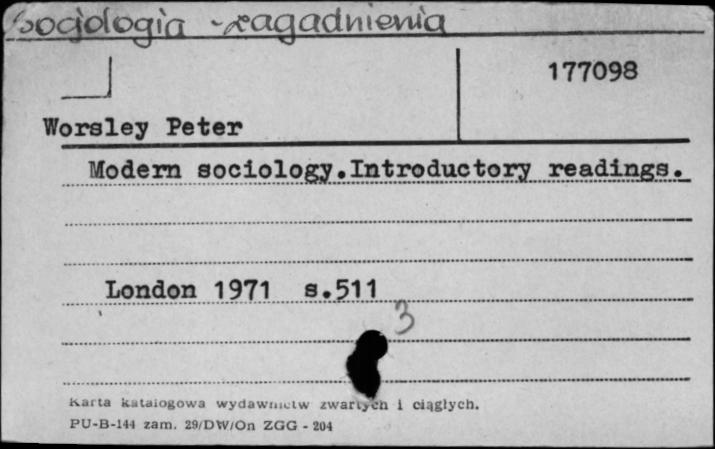 Socjologia - zagadnienia
177098
Worsley Peter
Modern sociology.Introductory readings.
London 1971 s.511
3
Karta katalogowa wydawnictw zwartych i ciągłych.
PU-B-144 zam. 29/DW/On ZGG - 204